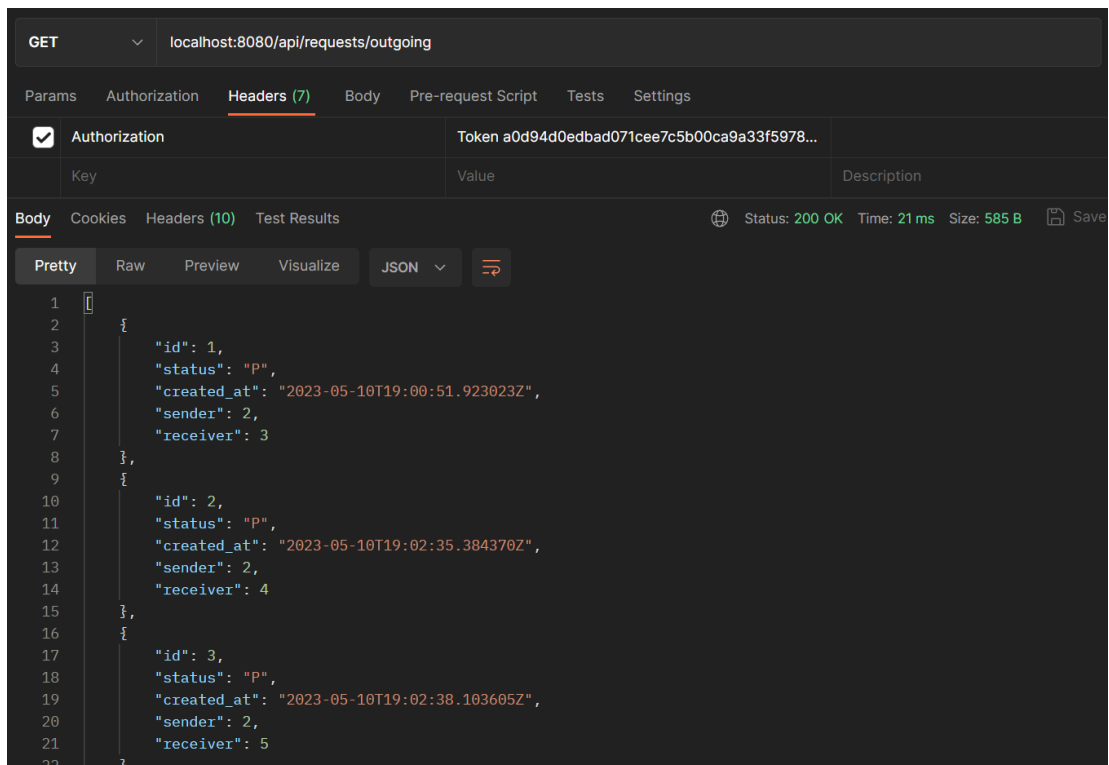 GET localhost:8080/api/requests/outgoing
Params Authorization Headers (7) Body Pre-request Script Tests Settings
Authorization Token a0d94d0edbad071cee7c5b00ca9a33f5978...
Key Value Description
Body Cookies Headers (10) Test Results Status: 200 OK Time: 21 ms Size: 585 B Save
Pretty Raw Preview Visualize JSON
1 [
2 {
3 "id": 1,
4 "status": "P",
5 "created_at": "2023-05-10T19:00:51.923023Z",
6 "sender": 2,
7 "receiver": 3
8 },
9 {
10 "id": 2,
11 "status": "P",
12 "created_at": "2023-05-10T19:02:35.384370Z",
13 "sender": 2,
14 "receiver": 4
15 },
16 {
17 "id": 3,
18 "status": "P",
19 "created_at": "2023-05-10T19:02:38.103605Z",
20 "sender": 2,
21 "receiver": 5